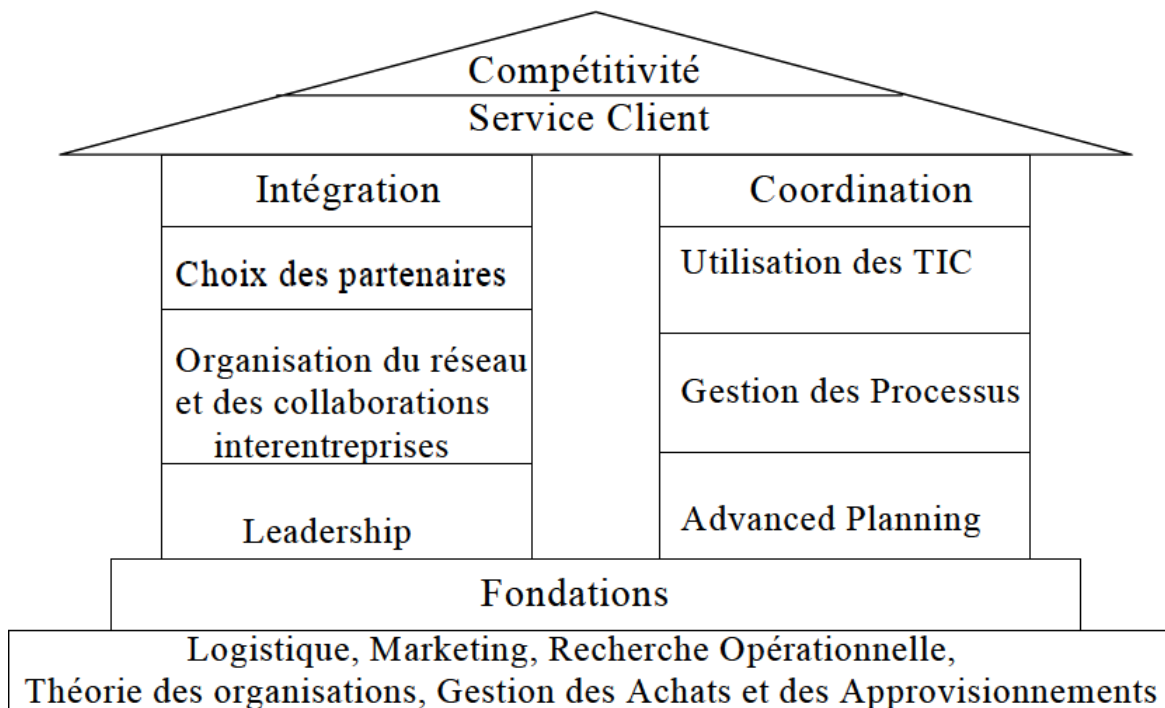 Compétitivité
Service Client
Intégration
Choix des partenaires
Organisation du réseau
et des collaborations
interentreprises
Leadership
Coordination
Utilisation des TIC
Gestion des Processus
Advanced Planning
Fondations
Logistique, Marketing, Recherche Opérationnelle,
Théorie des organisations, Gestion des Achats et des Approvisionnements